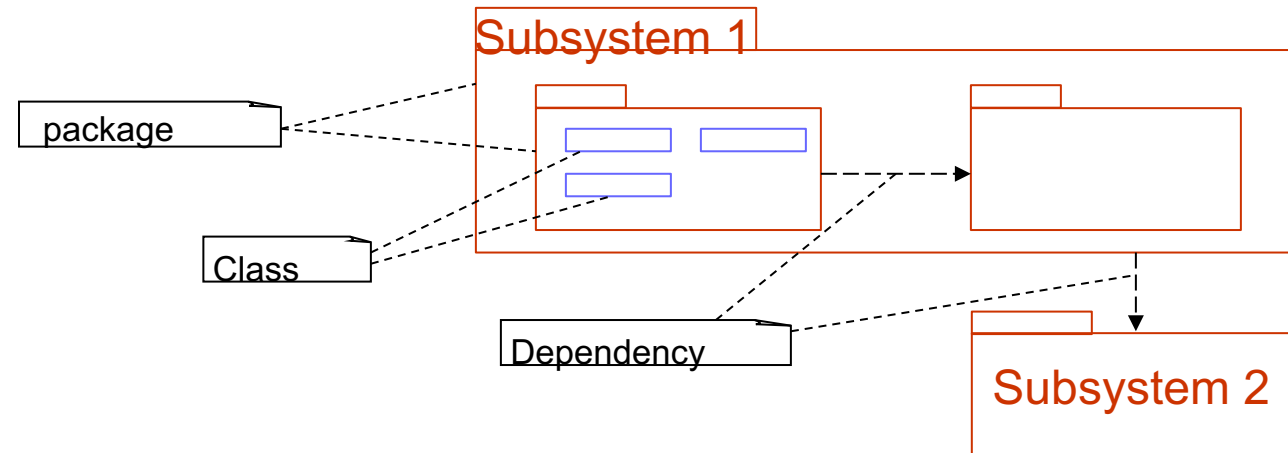 Subsystem 1
package
Class
Dependency
Subsystem 2